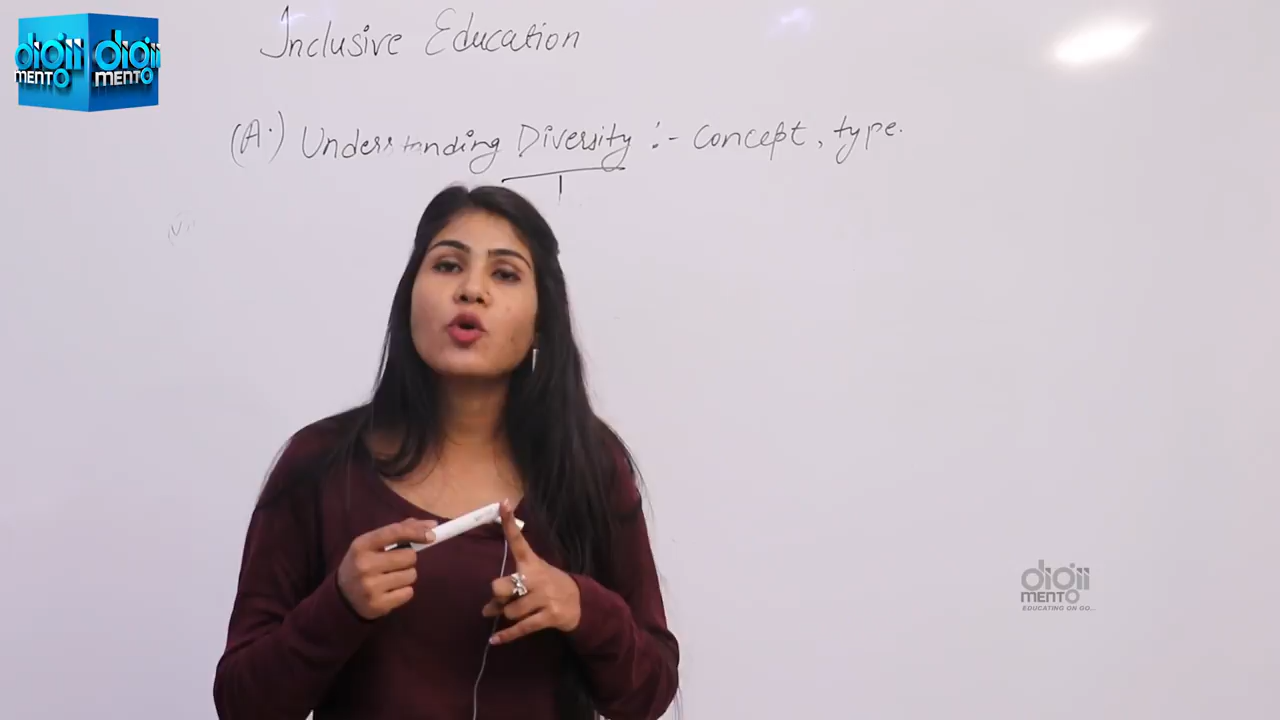 Inclusive Education
(A.) Understanding Diversity :- Concept, type.
digii digii
MENTO MENTO
digii
MENTO
EDUCATING ON GO...